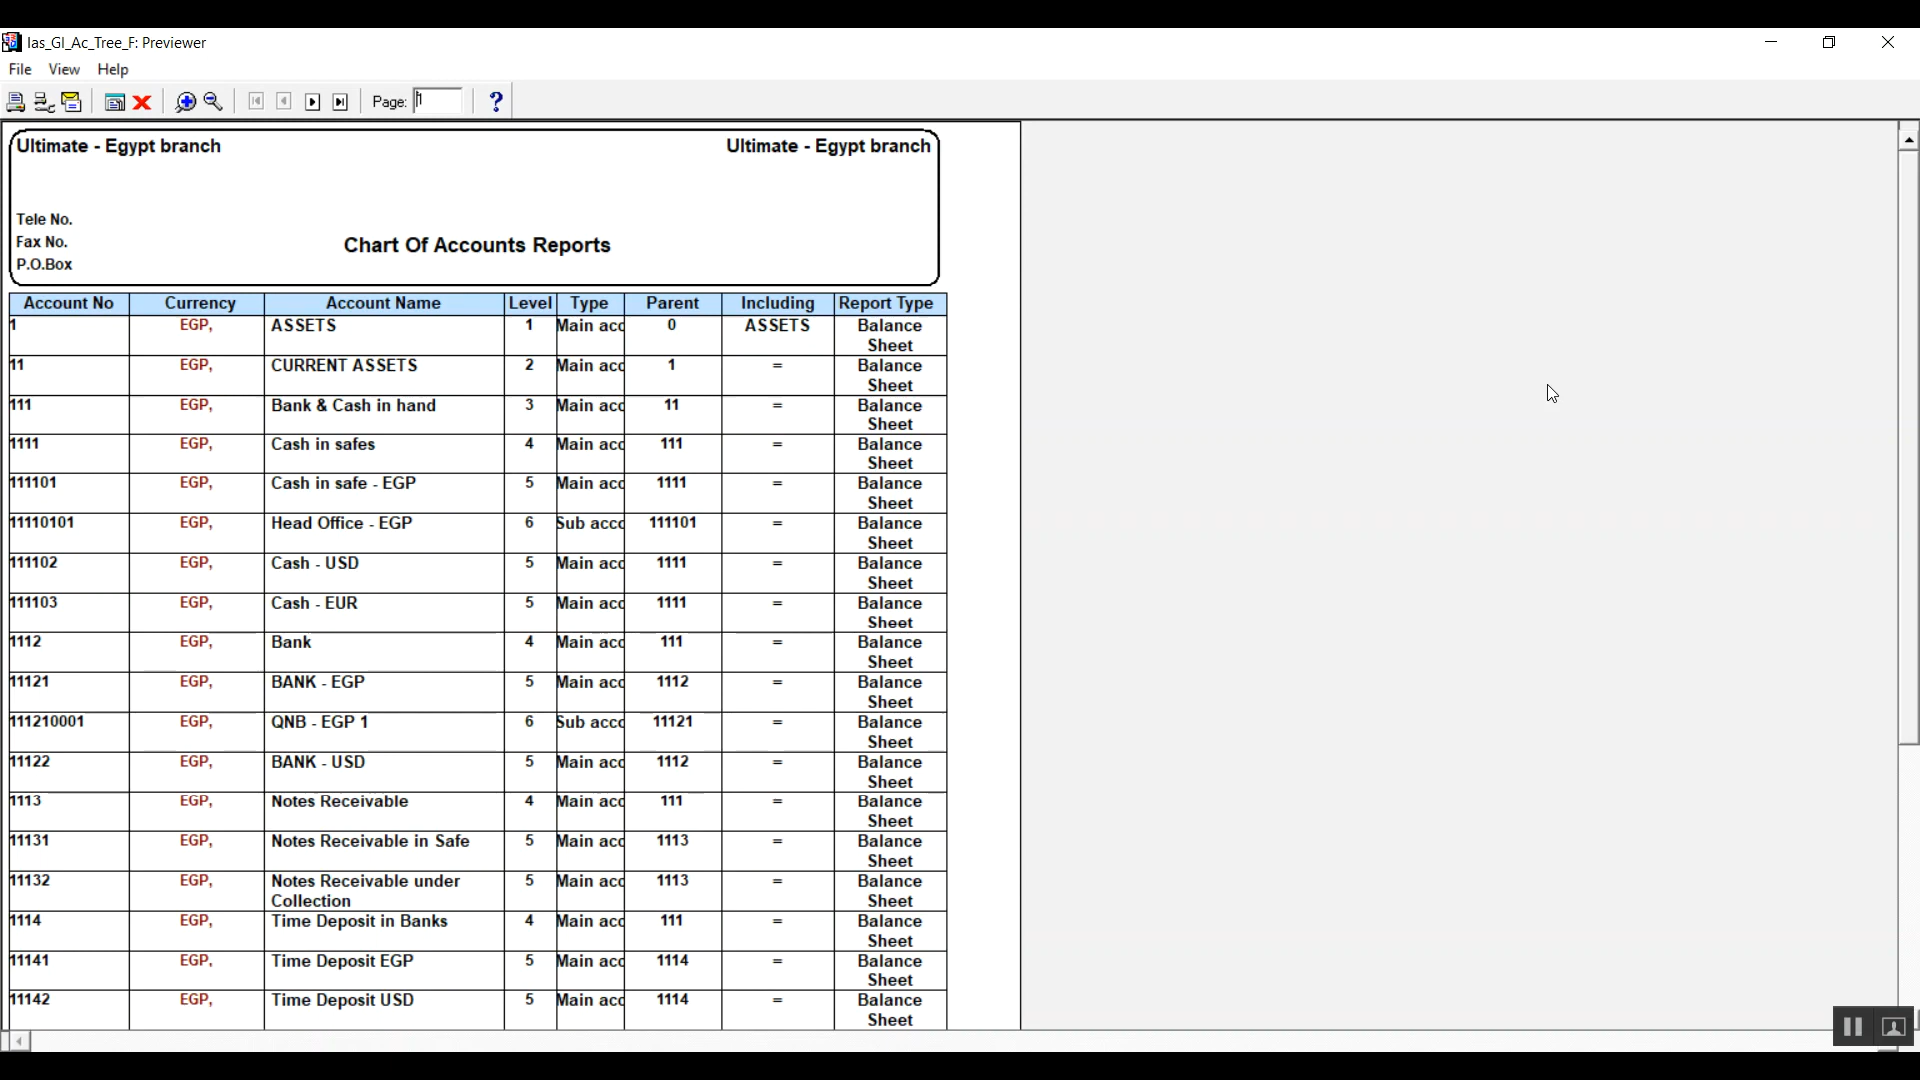 Ias_Gl_Ac_Tree_F: Previewer
File View Help
Page: 1
Ultimate - Egypt branch Ultimate - Egypt branch
Tele No.
Fax No.
Chart Of Accounts Reports
P.O.Box
Account No Currency Account Name Level Type Parent Including Report Type
1 EGP, ASSETS 1 Main acc 0 ASSETS Balance
Sheet
11 EGP, CURRENT ASSETS 2 Main acc 1 = Balance
Sheet
111 EGP, Bank & Cash in hand 3 Main acc 11 = Balance
Sheet
1111 EGP, Cash in safes 4 Main acc 111 = Balance
Sheet
111101 EGP, Cash in safe - EGP 5 Main acc 1111 = Balance
Sheet
11110101 EGP, Head Office - EGP 6 Sub acco 111101 = Balance
Sheet
111102 EGP, Cash - USD 5 Main acc 1111 = Balance
Sheet
111103 EGP, Cash - EUR 5 Main acc 1111 = Balance
Sheet
1112 EGP, Bank 4 Main acc 111 = Balance
Sheet
11121 EGP, BANK - EGP 5 Main acc 1112 = Balance
Sheet
111210001 EGP, QNB - EGP 1 6 Sub acco 11121 = Balance
Sheet
11122 EGP, BANK - USD 5 Main acc 1112 = Balance
Sheet
1113 EGP, Notes Receivable 4 Main acc 111 = Balance
Sheet
11131 EGP, Notes Receivable in Safe 5 Main acc 1113 = Balance
Sheet
11132 EGP, Notes Receivable under 5 Main acc 1113 = Balance
Collection Sheet
1114 EGP, Time Deposit in Banks 4 Main acc 111 = Balance
Sheet
11141 EGP, Time Deposit EGP 5 Main acc 1114 = Balance
Sheet
11142 EGP, Time Deposit USD 5 Main acc 1114 = Balance
Sheet